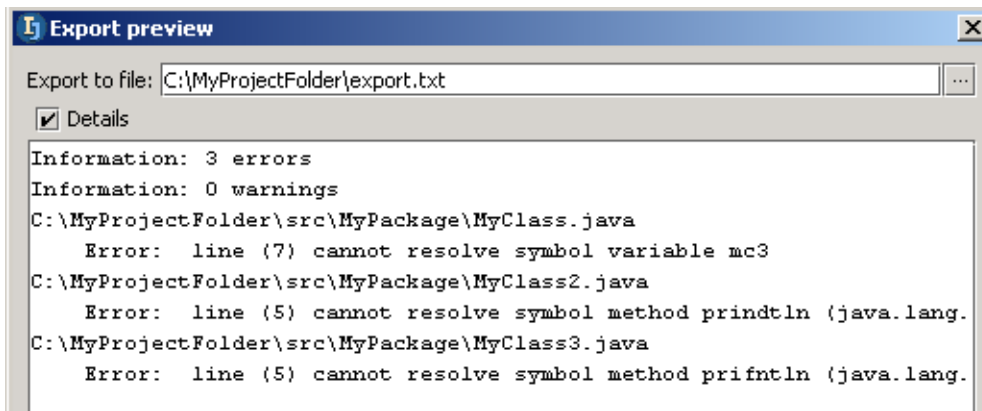 Export preview
Export to file: C:\MyProjectFolder\export.txt ...
Details
Information: 3 errors
Information: 0 warnings
C:\MyProjectFolder\src\MyPackage\MyClass.java
Error: line (7) cannot resolve symbol variable mc3
C:\MyProjectFolder\src\MyPackage\MyClass2.java
Error: line (5) cannot resolve symbol method prindtln (java.lang.
C:\MyProjectFolder\src\MyPackage\MyClass3.java
Error: line (5) cannot resolve symbol method prifntln (java.lang.